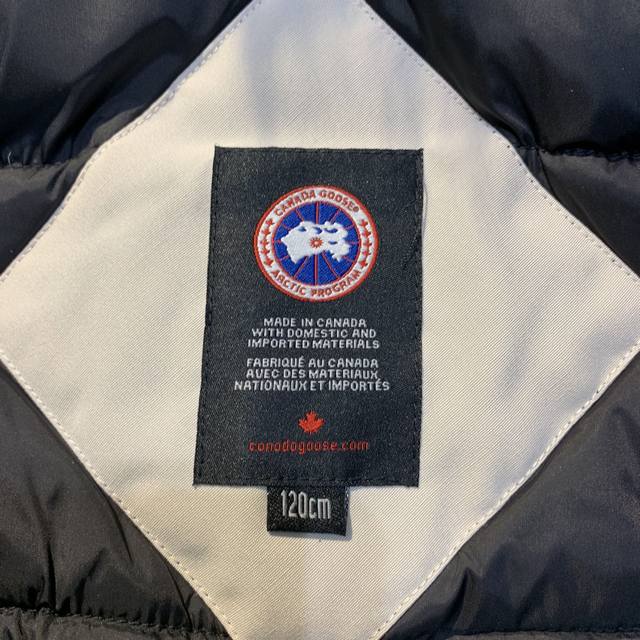 CANADA GOOSE®
ARCTIC PROGRAM
MADE IN CANADA
WITH DOMESTIC AND
IMPORTED MATERIALS
FABRIQUÉ AU CANADA
AVEC DES MATERIAUX
NATIONAUX ET IMPORTÉS
canadagoose.com
120cm